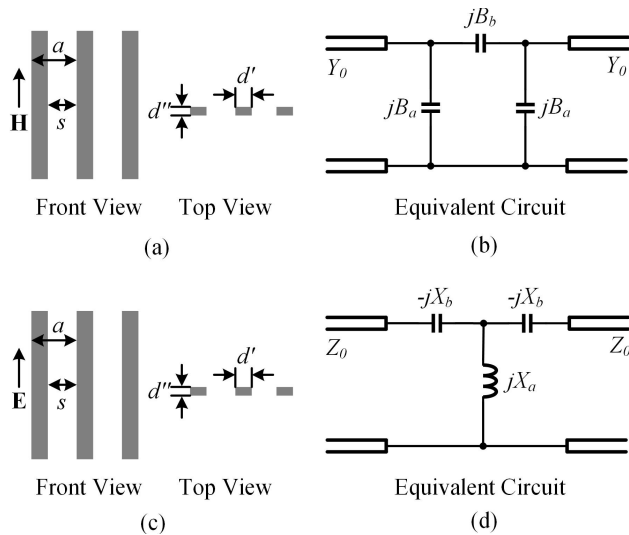 a
d'
H
s
d''
Front View
Top View
(a)
jB_b
Y_0
Y_0
jB_a
jB_a
Equivalent Circuit
(b)
a
d'
E
s
d''
Front View
Top View
(c)
-jX_b
-jX_b
Z_0
Z_0
jX_a
Equivalent Circuit
(d)